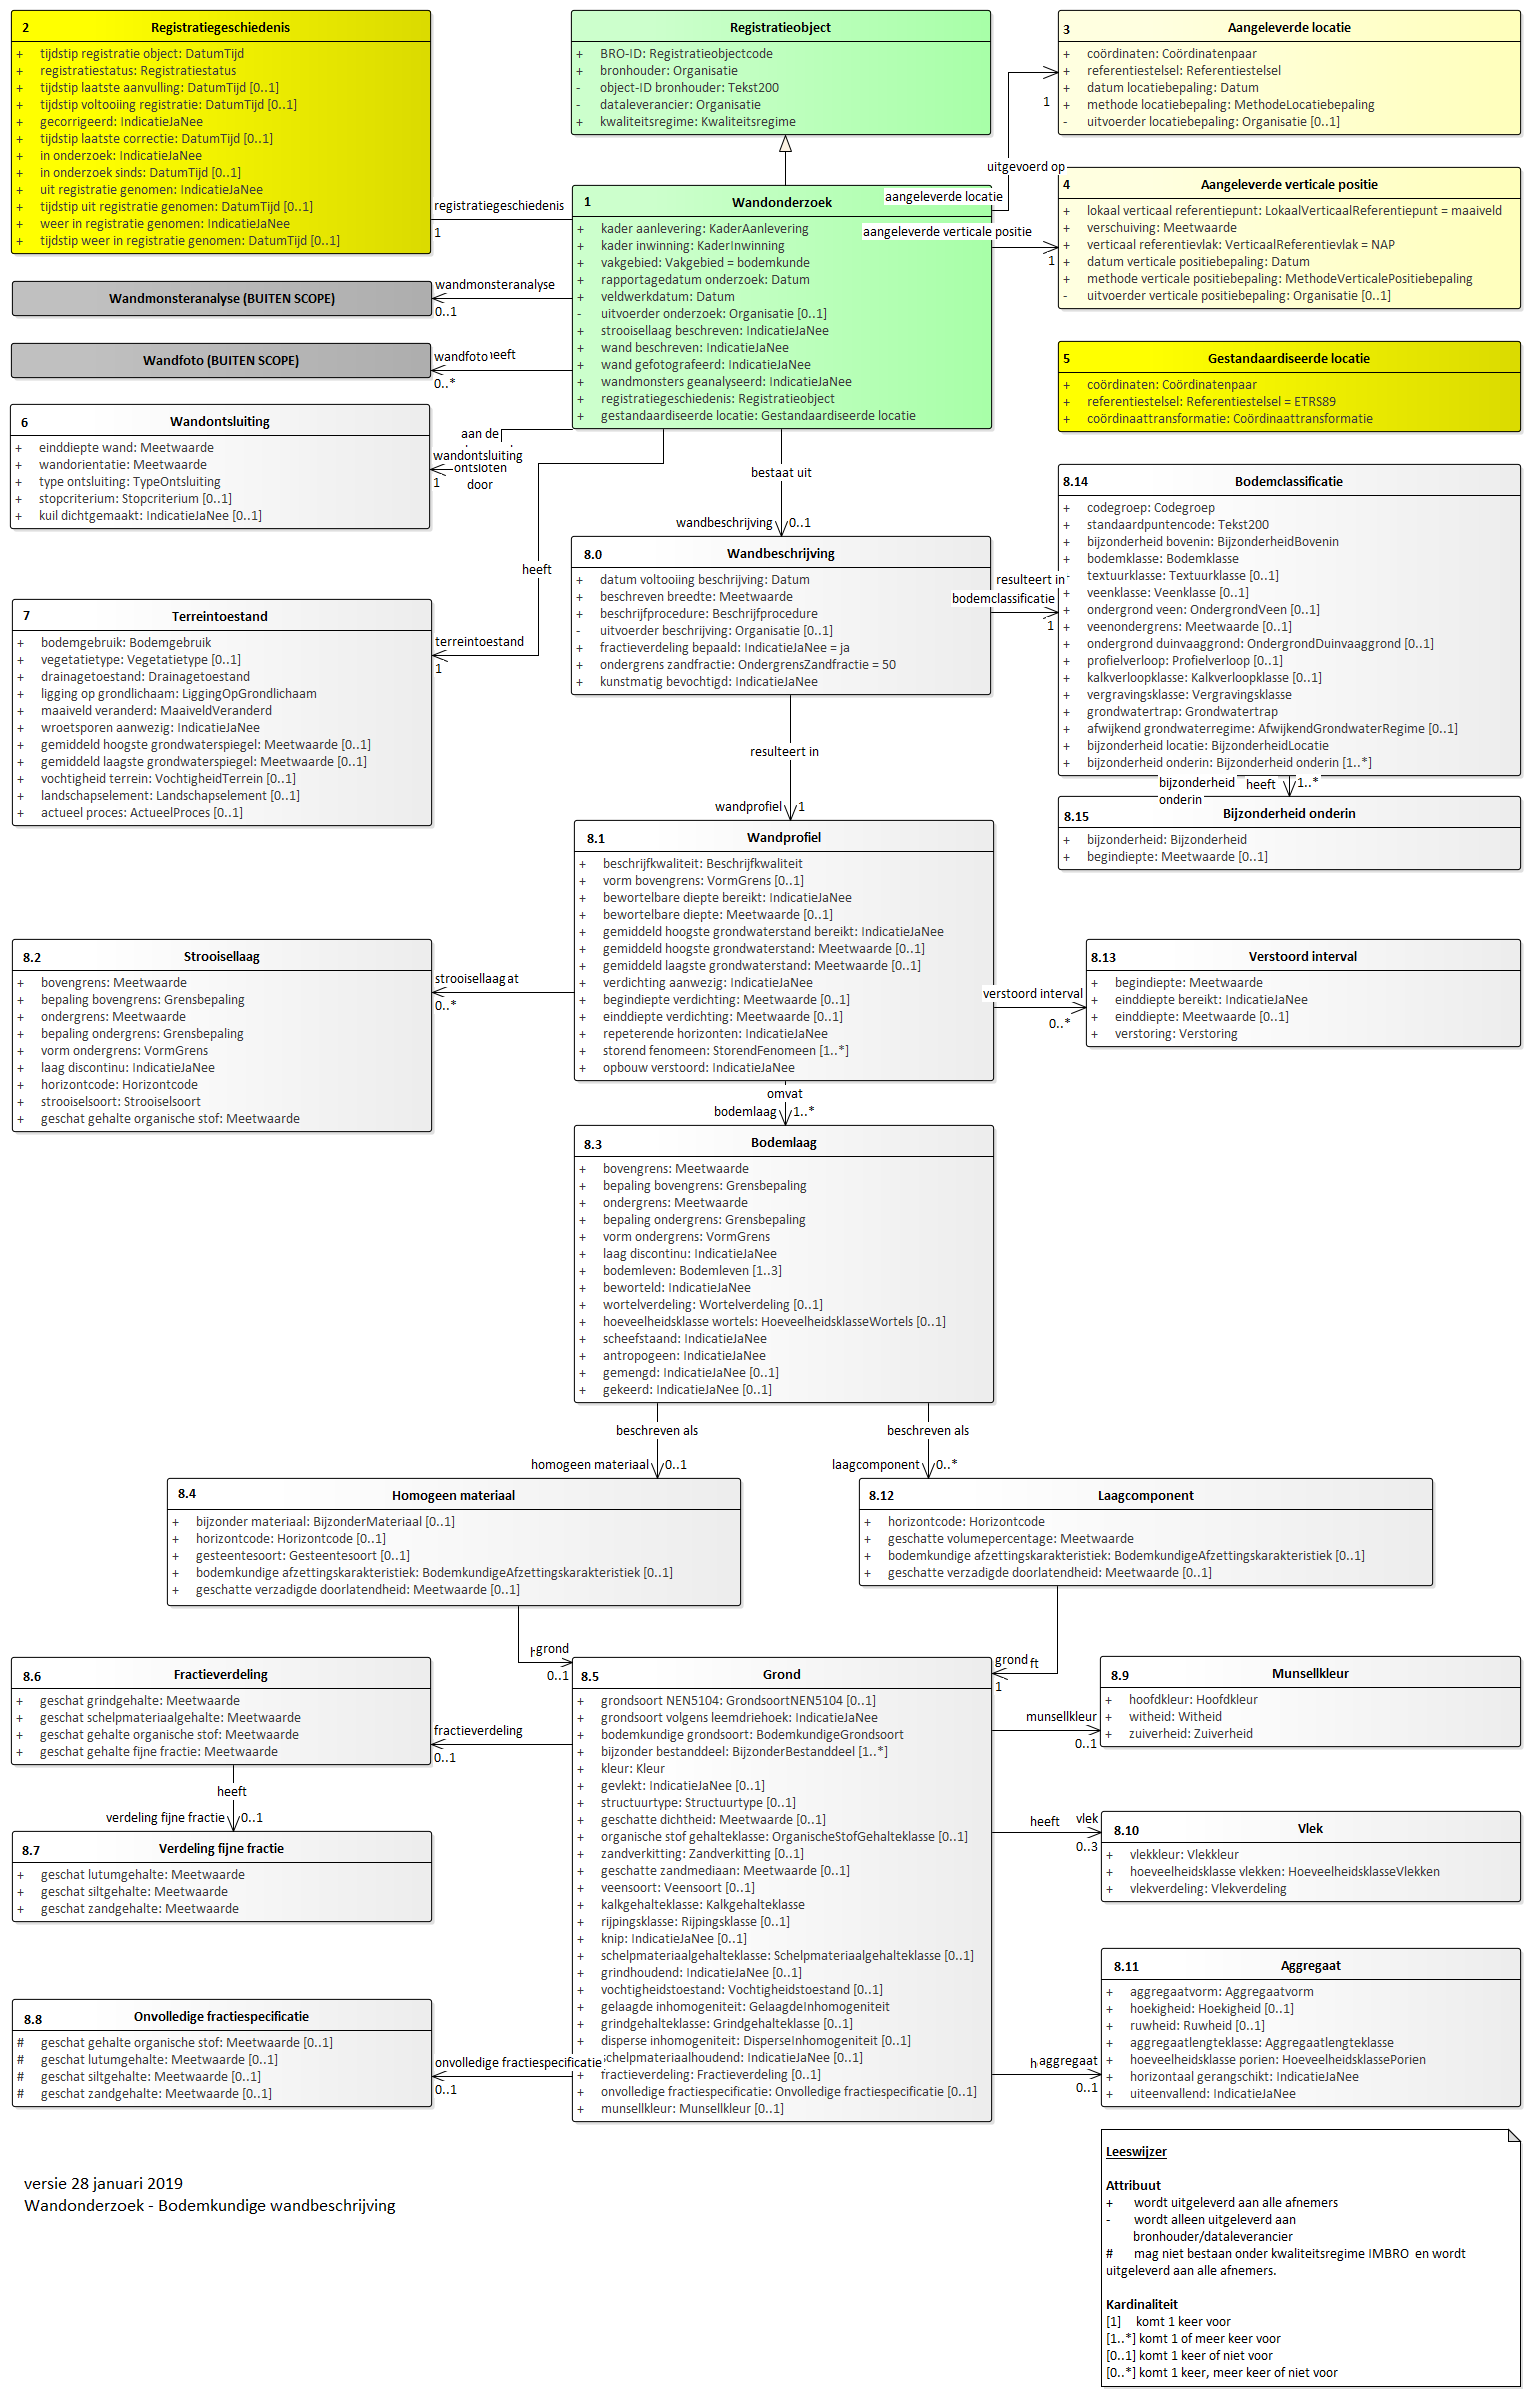 2 Registratiegeschiedenis
+ tijdstip registratie object: DatumTijd
+ registratiestatus: Registratiestatus
+ tijdstip laatste aanvulling: DatumTijd [0..1]
+ tijdstip voltooiing registratie: DatumTijd [0..1]
+ gecorrigeerd: IndicatieJaNee
+ tijdstip laatste correctie: DatumTijd [0..1]
+ in onderzoek: IndicatieJaNee
+ in onderzoek sinds: DatumTijd [0..1]
+ uit registratie genomen: IndicatieJaNee
+ tijdstip uit registratie genomen: DatumTijd [0..1]
+ weer in registratie genomen: IndicatieJaNee
+ tijdstip weer in registratie genomen: DatumTijd [0..1]
Registratieobject
+ BRO-ID: Registratieobjectcode
+ bronhouder: Organisatie
- object-ID bronhouder: Tekst200
- dataleverancier: Organisatie
+ kwaliteitsregime: Kwaliteitsregime
3 Aangeleverde locatie
+ coördinaten: Coördinatenpaar
+ referentiestelsel: Referentiestelsel
+ datum locatiebepaling: Datum
+ methode locatiebepaling: MethodeLocatiebepaling
- uitvoerder locatiebepaling: Organisatie [0..1]
1
uitgevoerd op
aangeleverde locatie
registratiegeschiedenis
1
1 Wandonderzoek
+ kader aanlevering: KaderAanlevering
+ kader inwinning: KaderInwinning
+ vakgebied: Vakgebied = bodemkunde
+ rapportagedatum onderzoek: Datum
+ veldwerkdatum: Datum
- uitvoerder onderzoek: Organisatie [0..1]
+ strooisellaag beschreven: IndicatieJaNee
+ wand beschreven: IndicatieJaNee
+ wand gefotografeerd: IndicatieJaNee
+ wandmonsters geanalyseerd: IndicatieJaNee
+ registratiegeschiedenis: Registratieobject
+ gestandaardiseerde locatie: Gestandaardiseerde locatie
aangeleverde verticale positie
1
4 Aangeleverde verticale positie
+ lokaal verticaal referentiepunt: LokaalVerticaalReferentiepunt = maaiveld
+ verschuiving: Meetwaarde
+ verticaal referentievlak: VerticaalReferentievlak = NAP
+ datum verticale positiebepaling: Datum
+ methode verticale positiebepaling: MethodeVerticalePositiebepaling
- uitvoerder verticale positiebepaling: Organisatie [0..1]
Wandmonsteranalyse (BUITEN SCOPE)
wandmonsteranalyse
0..1
Wandfoto (BUITEN SCOPE)
wandfoto
0..*
5 Gestandaardiseerde locatie
+ coördinaten: Coördinatenpaar
+ referentiestelsel: Referentiestelsel = ETRS89
+ coördinaattransformatie: Coördinaattransformatie
6 Wandontsluiting
+ einddiepte wand: Meetwaarde
+ wandorientatie: Meetwaarde
+ type ontsluiting: TypeOntsluiting
+ stopcriterium: Stopcriterium [0..1]
+ kuil dichtgemaakt: IndicatieJaNee [0..1]
aan de
wandontsluiting
ontsloten
1 door
bestaat uit
wandbeschrijving 0..1
heeft
8.0 Wandbeschrijving
+ datum voltooiing beschrijving: Datum
+ beschreven breedte: Meetwaarde
+ beschrijfprocedure: Beschrijfprocedure
- uitvoerder beschrijving: Organisatie [0..1]
+ fractieverdeling bepaald: IndicatieJaNee = ja
+ ondergrens zandfractie: OndergrensZandfractie = 50
+ kunstmatig bevochtigd: IndicatieJaNee
resulteert in
bodemclassificatie
1
8.14 Bodemclassificatie
+ codegroep: Codegroep
+ standaardpuntencode: Tekst200
+ bijzonderheid bovenin: BijzonderheidBovenin
+ bodemklasse: Bodemklasse
+ textuurklasse: Textuurklasse [0..1]
+ veenklasse: Veenklasse [0..1]
+ ondergrond veen: OndergrondVeen [0..1]
+ veenondergrens: Meetwaarde [0..1]
+ ondergrond duinvaaggrond: OndergrondDuinvaaggrond [0..1]
+ profielverloop: Profielverloop [0..1]
+ kalkverloopklasse: Kalkverloopklasse [0..1]
+ vergravingsklasse: Vergravingsklasse
+ grondwatertrap: Grondwatertrap
+ afwijkend grondwaterregime: AfwijkendGrondwaterRegime [0..1]
+ bijzonderheid locatie: BijzonderheidLocatie
+ bijzonderheid onderin: Bijzonderheid onderin [1..*]
bijzonderheid heeft 1..*
onderin
8.15 Bijzonderheid onderin
+ bijzonderheid: Bijzonderheid
+ begindiepte: Meetwaarde [0..1]
7 Terreintoestand
+ bodemgebruik: Bodemgebruik
+ vegetatietype: Vegetatietype [0..1]
+ drainagetoestand: Drainagetoestand
+ ligging op grondlichaam: LiggingOpGrondlichaam
+ maaiveld veranderd: MaaiveldVeranderd
+ wroetsporen aanwezig: IndicatieJaNee
+ gemiddeld hoogste grondwaterspiegel: Meetwaarde [0..1]
+ gemiddeld laagste grondwaterspiegel: Meetwaarde [0..1]
+ vochtigheid terrein: VochtigheidTerrein [0..1]
+ landschapselement: Landschapselement [0..1]
+ actueel proces: ActueelProces [0..1]
terreintoestand
1
resulteert in
wandprofiel 1
8.1 Wandprofiel
+ beschrijfkwaliteit: Beschrijfkwaliteit
+ vorm bovengrens: VormGrens [0..1]
+ bewortelbare diepte bereikt: IndicatieJaNee
+ bewortelbare diepte: Meetwaarde [0..1]
+ gemiddeld hoogste grondwaterstand bereikt: IndicatieJaNee
+ gemiddeld hoogste grondwaterstand: Meetwaarde [0..1]
+ gemiddeld laagste grondwaterstand: Meetwaarde [0..1]
+ verdichting aanwezig: IndicatieJaNee
+ begindiepte verdichting: Meetwaarde [0..1]
+ einddiepte verdichting: Meetwaarde [0..1]
+ repeterende horizonten: IndicatieJaNee
+ storend fenomeen: StorendFenomeen [1..*]
+ opbouw verstoord: IndicatieJaNee
8.2 Strooisellaag
+ bovengrens: Meetwaarde
+ bepaling bovengrens: Grensbepaling
+ ondergrens: Meetwaarde
+ bepaling ondergrens: Grensbepaling
+ vorm ondergrens: VormGrens
+ laag discontinu: IndicatieJaNee
+ horizontcode: Horizontcode
+ strooiselsoort: Strooiselsoort
+ geschat gehalte organische stof: Meetwaarde
strooisellaag
0..*
verstoord interval
0..*
8.13 Verstoord interval
+ begindiepte: Meetwaarde
+ einddiepte bereikt: IndicatieJaNee
+ einddiepte: Meetwaarde [0..1]
+ verstoring: Verstoring
omvat
bodemlaag 1..*
8.3 Bodemlaag
+ bovengrens: Meetwaarde
+ bepaling bovengrens: Grensbepaling
+ ondergrens: Meetwaarde
+ bepaling ondergrens: Grensbepaling
+ vorm ondergrens: VormGrens
+ laag discontinu: IndicatieJaNee
+ bodemleven: Bodemleven [1..3]
+ beworteld: IndicatieJaNee
+ wortelverdeling: Wortelverdeling [0..1]
+ hoeveelheidsklasse wortels: HoeveelheidsklasseWortels [0..1]
+ scheefstaand: IndicatieJaNee
+ antropogeen: IndicatieJaNee
+ gemengd: IndicatieJaNee [0..1]
+ gekeerd: IndicatieJaNee [0..1]
beschreven als
homogeen materiaal 0..1
beschreven als
laagcomponent 0..*
8.4 Homogeen materiaal
+ bijzonder materiaal: BijzonderMateriaal [0..1]
+ horizontcode: Horizontcode [0..1]
+ gesteentesoort: Gesteentesoort [0..1]
+ bodemkundige afzettingskarakteristiek: BodemkundigeAfzettingskarakteristiek [0..1]
+ geschatte verzadigde doorlatendheid: Meetwaarde [0..1]
8.12 Laagcomponent
+ horizontcode: Horizontcode
+ geschatte volumepercentage: Meetwaarde
+ bodemkundige afzettingskarakteristiek: BodemkundigeAfzettingskarakteristiek [0..1]
+ geschatte verzadigde doorlatendheid: Meetwaarde [0..1]
grond
0..1
grond
1
8.6 Fractieverdeling
+ geschat grindgehalte: Meetwaarde
+ geschat schelpmateriaalgehalte: Meetwaarde
+ geschat gehalte organische stof: Meetwaarde
+ geschat gehalte fijne fractie: Meetwaarde
fractieverdeling
0..1
heeft
verdeling fijne fractie 0..1
8.7 Verdeling fijne fractie
+ geschat lutumgehalte: Meetwaarde
+ geschat siltgehalte: Meetwaarde
+ geschat zandgehalte: Meetwaarde
8.8 Onvolledige fractiespecificatie
# geschat gehalte organische stof: Meetwaarde [0..1]
# geschat lutumgehalte: Meetwaarde [0..1]
# geschat siltgehalte: Meetwaarde [0..1]
# geschat zandgehalte: Meetwaarde [0..1]
onvolledige fractiespecificatie
0..1
8.5 Grond
+ grondsoort NEN5104: GrondsoortNEN5104 [0..1]
+ grondsoort volgens leemdriehoek: IndicatieJaNee
+ bodemkundige grondsoort: BodemkundigeGrondsoort
+ bijzonder bestanddeel: BijzonderBestanddeel [1..*]
+ kleur: Kleur
+ gevlekt: IndicatieJaNee [0..1]
+ structuurtype: Structuurtype [0..1]
+ geschatte dichtheid: Meetwaarde [0..1]
+ organische stof gehalteklasse: OrganischeStofGehalteklasse [0..1]
+ zandverkitting: Zandverkitting [0..1]
+ geschatte zandmediaan: Meetwaarde [0..1]
+ veensoort: Veensoort [0..1]
+ kalkgehalteklasse: Kalkgehalteklasse
+ rijpingsklasse: Rijpingsklasse [0..1]
+ knip: IndicatieJaNee [0..1]
+ schelpmateriaalgehalteklasse: Schelpmateriaalgehalteklasse [0..1]
+ grindhoudend: IndicatieJaNee [0..1]
+ vochtigheidstoestand: Vochtigheidstoestand [0..1]
+ gelaagde inhomogeniteit: GelaagdeInhomogeniteit
+ grindgehalteklasse: Grindgehalteklasse [0..1]
+ disperse inhomogeniteit: DisperseInhomogeniteit [0..1]
schelpmateriaalhoudend: IndicatieJaNee [0..1]
+ fractieverdeling: Fractieverdeling [0..1]
+ onvolledige fractiespecificatie: Onvolledige fractiespecificatie [0..1]
+ munsellkleur: Munsellkleur [0..1]
munsellkleur
0..1
8.9 Munsellkleur
+ hoofdkleur: Hoofdkleur
+ witheid: Witheid
+ zuiverheid: Zuiverheid
heeft vlek
0..3
8.10 Vlek
+ vlekkleur: Vlekkleur
+ hoeveelheidsklasse vlekken: HoeveelheidsklasseVlekken
+ vlekverdeling: Vlekverdeling
aggregaat
0..1
8.11 Aggregaat
+ aggregaatvorm: Aggregaatvorm
+ hoekigheid: Hoekigheid [0..1]
+ ruwheid: Ruwheid [0..1]
+ aggregaatlengteklasse: Aggregaatlengteklasse
+ hoeveelheidsklasse porien: HoeveelheidsklassePorien
+ horizontaal gerangschikt: IndicatieJaNee
+ uiteenvallend: IndicatieJaNee
versie 28 januari 2019
Wandonderzoek - Bodemkundige wandbeschrijving
Leeswijzer
Attribuut
+ wordt uitgeleverd aan alle afnemers
- wordt alleen uitgeleverd aan
bronhouder/dataleverancier
# mag niet bestaan onder kwaliteitsregime IMBRO en wordt
uitgeleverd aan alle afnemers.
Kardinaliteit
[1] komt 1 keer voor
[1..*] komt 1 of meer keer voor
[0..1] komt 1 keer of niet voor
[0..*] komt 1 keer, meer keer of niet voor